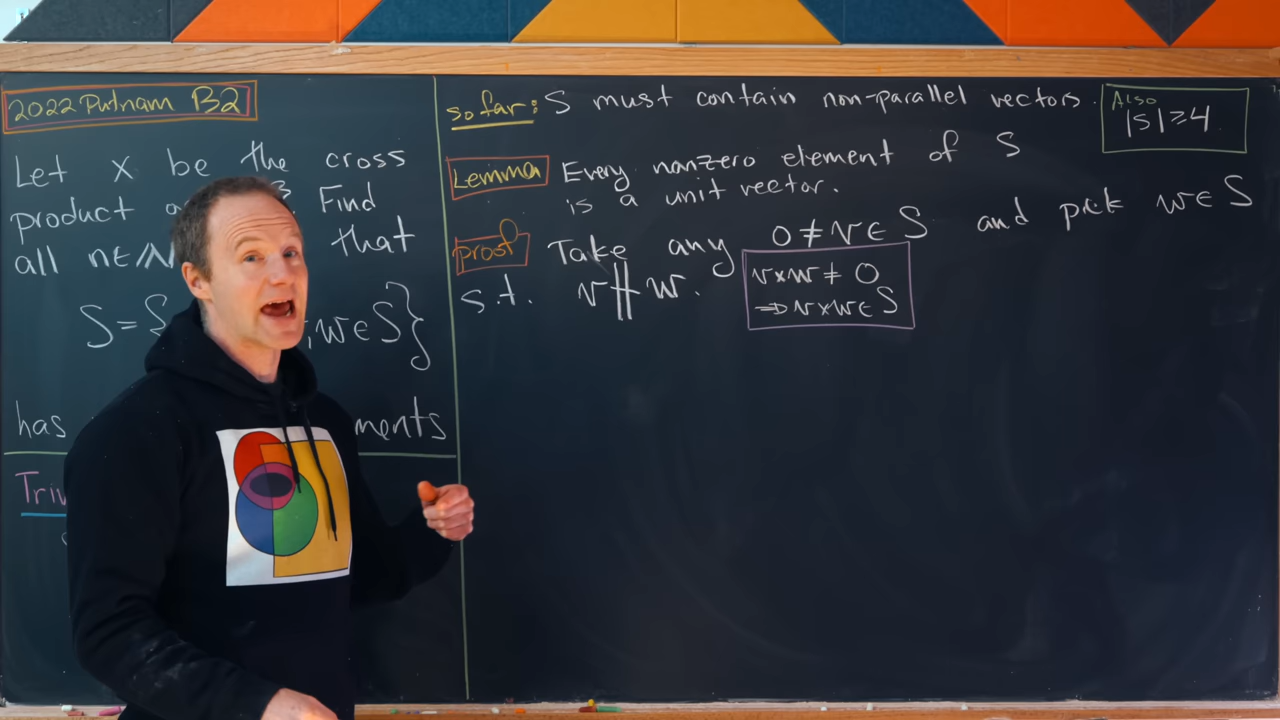 2022 Putnam B2
Let × be the cross
product Find
all n∈ℕ that
S={ ,w∈S}
has ments
Triv
so far: S must contain non-parallel vectors.
Also
|S|≥4
Lemma Every nonzero element of S
is a unit vector.
proof Take any 0≠v∈S and pick w∈S
s.t. v∦w.
v×w≠0
⇒v×w∈S